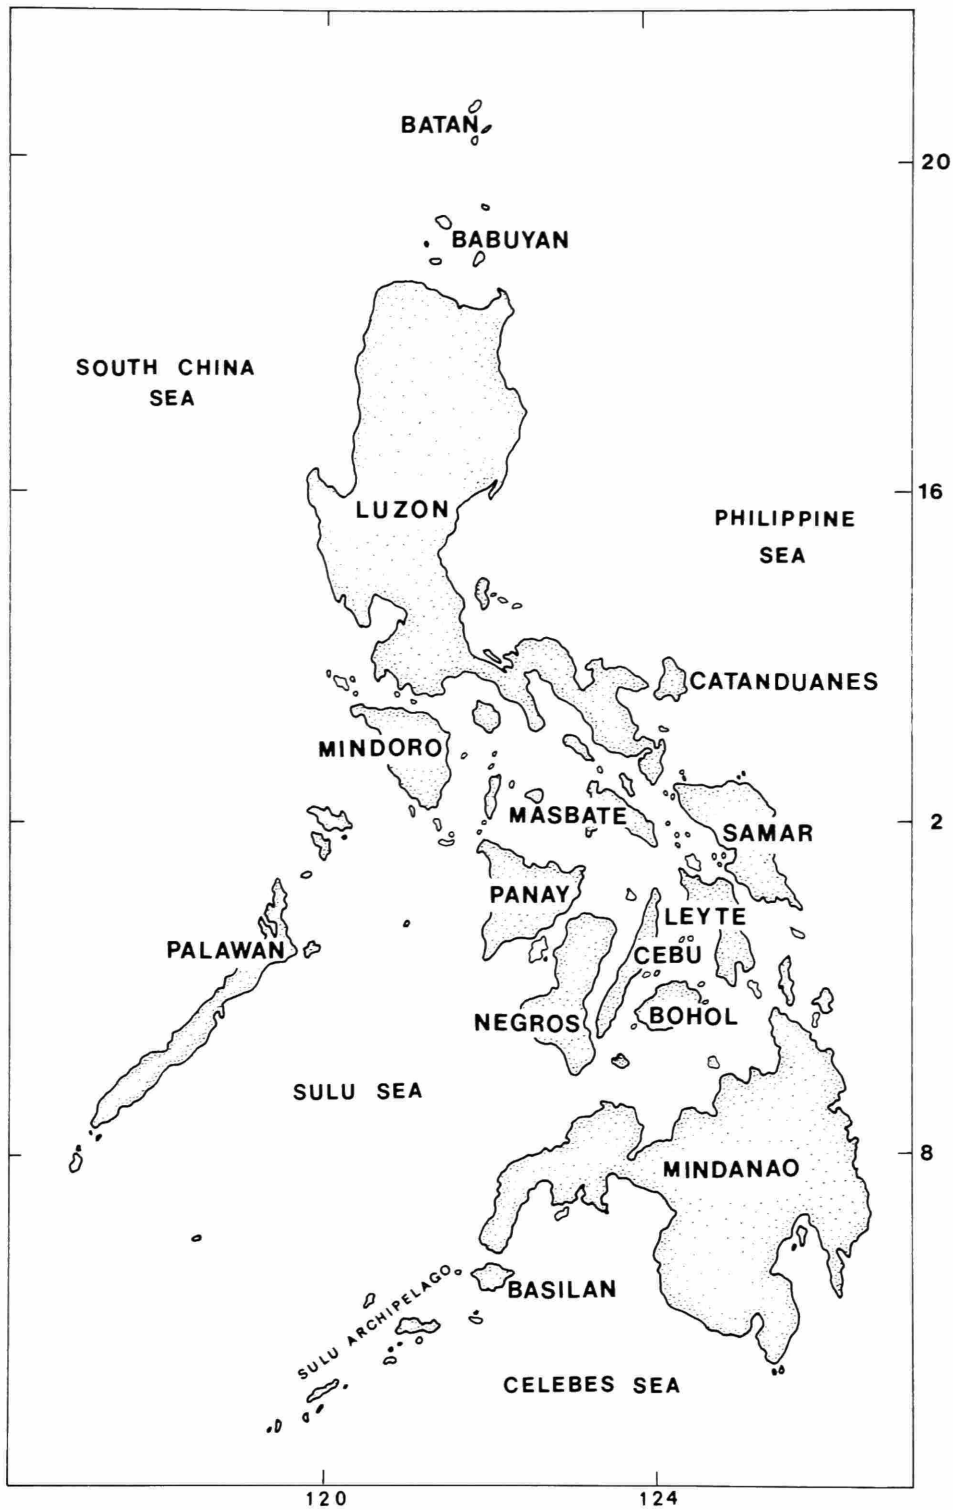 BATAN
20
BABUYAN
SOUTH CHINA
SEA
16
LUZON
PHILIPPINE
SEA
CATANDUANES
MINDORO
MASBATE
2
SAMAR
PANAY
LEYTE
PALAWAN
CEBU
NEGROS
BOHOL
SULU SEA
8
MINDANAO
BASILAN
SULU ARCHIPELAGO
CELEBES SEA
120
124